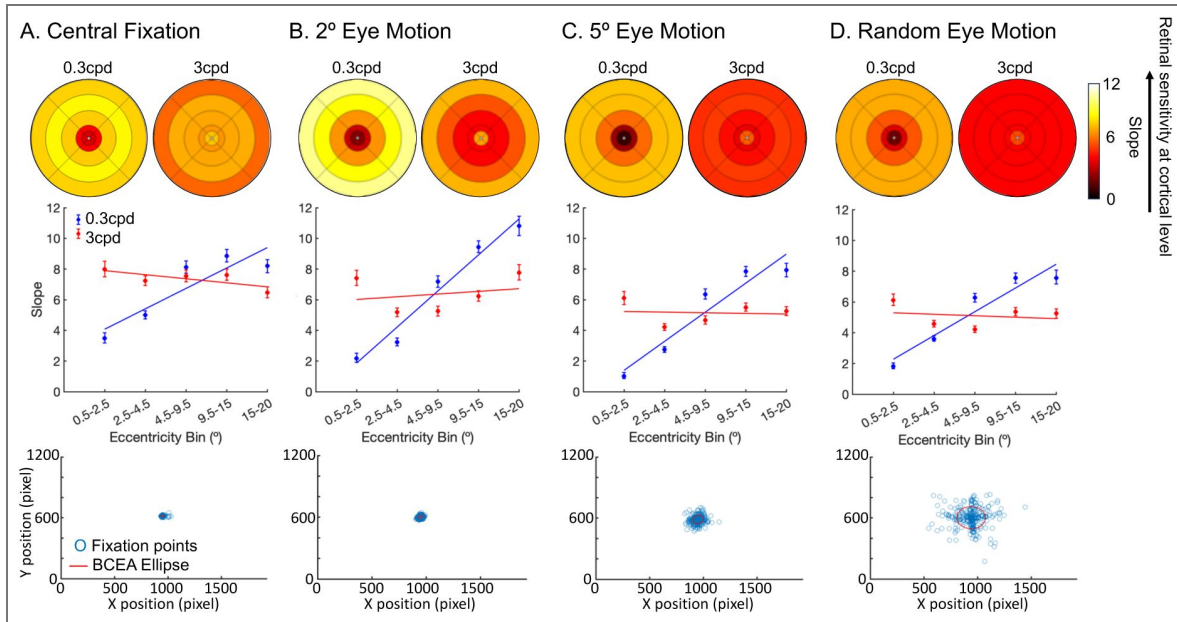 A. Central Fixation
B. 2º Eye Motion
C. 5º Eye Motion
D. Random Eye Motion
0.3cpd
3cpd
0.3cpd
3cpd
0.3cpd
3cpd
0.3cpd
3cpd
12
6
0
Slope
Retinal sensitivity at cortical level
12
10
8
6
4
2
0
Slope
0.3cpd
3cpd
0.5-2.5
2.5-4.5
4.5-9.5
9.5-15
15-20
Eccentricity Bin (º)
12
10
8
6
4
2
0
0.5-2.5
2.5-4.5
4.5-9.5
9.5-15
15-20
Eccentricity Bin (º)
12
10
8
6
4
2
0
0.5-2.5
2.5-4.5
4.5-9.5
9.5-15
15-20
Eccentricity Bin (º)
12
10
8
6
4
2
0
0.5-2.5
2.5-4.5
4.5-9.5
9.5-15
15-20
Eccentricity Bin (º)
1200
600
0
Y position (pixel)
O Fixation points
BCEA Ellipse
0 500 1000 1500
X position (pixel)
1200
600
0
0 500 1000 1500
X position (pixel)
1200
600
0
0 500 1000 1500
X position (pixel)
1200
600
0
0 500 1000 1500
X position (pixel)